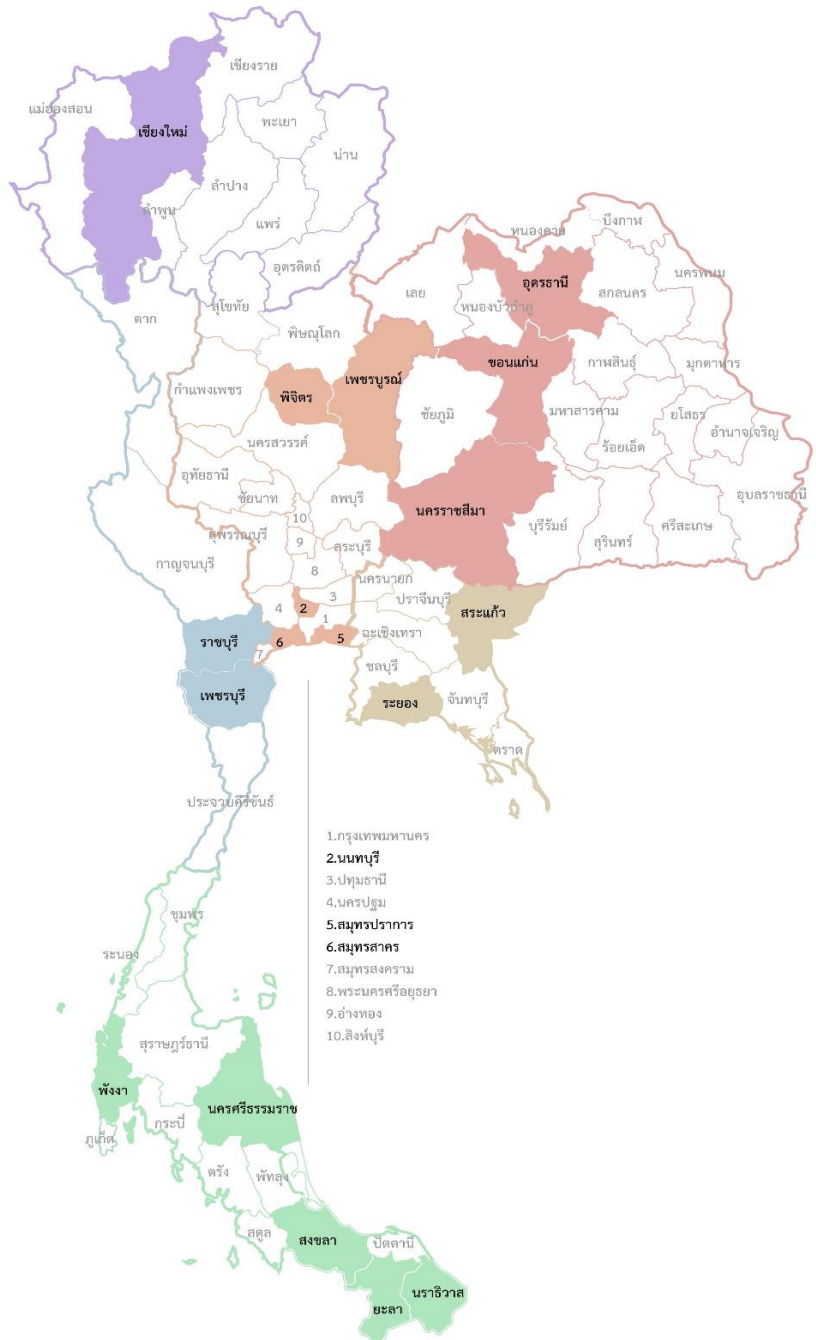 เชียงราย
แม่ฮ่องสอน
พะเยา
เชียงใหม่
น่าน
ลำปาง
ลำพูน
แพร่
อุตรดิตถ์
บึงกาฬ
หนองคาย
นครพนม
อุดรธานี
เลย
สกลนคร
หนองบัวลำภู
ตาก
สุโขทัย
พิษณุโลก
ขอนแก่น
กาฬสินธุ์
มุกดาหาร
เพชรบูรณ์
กำแพงเพชร
พิจิตร
ชัยภูมิ
มหาสารคาม
ยโสธร
อำนาจเจริญ
นครสวรรค์
ร้อยเอ็ด
อุทัยธานี
อุบลราชธานี
ชัยนาท
ลพบุรี
นครราชสีมา
10
บุรีรัมย์
สุรินทร์
ศรีสะเกษ
สุพรรณบุรี
9
สระบุรี
กาญจนบุรี
8
นครนายก
ปราจีนบุรี
3
4
2
1
สระแก้ว
ฉะเชิงเทรา
ราชบุรี
6
5
7
ชลบุรี
เพชรบุรี
ระยอง
จันทบุรี
ตราด
ประจวบคีรีขันธ์
1.กรุงเทพมหานคร
2.นนทบุรี
3.ปทุมธานี
4.นครปฐม
5.สมุทรปราการ
6.สมุทรสาคร
7.สมุทรสงคราม
8.พระนครศรีอยุธยา
9.อ่างทอง
10.สิงห์บุรี
ชุมพร
ระนอง
สุราษฎร์ธานี
พังงา
นครศรีธรรมราช
กระบี่
ภูเก็ต
ตรัง
พัทลุง
สตูล
สงขลา
ปัตตานี
นราธิวาส
ยะลา